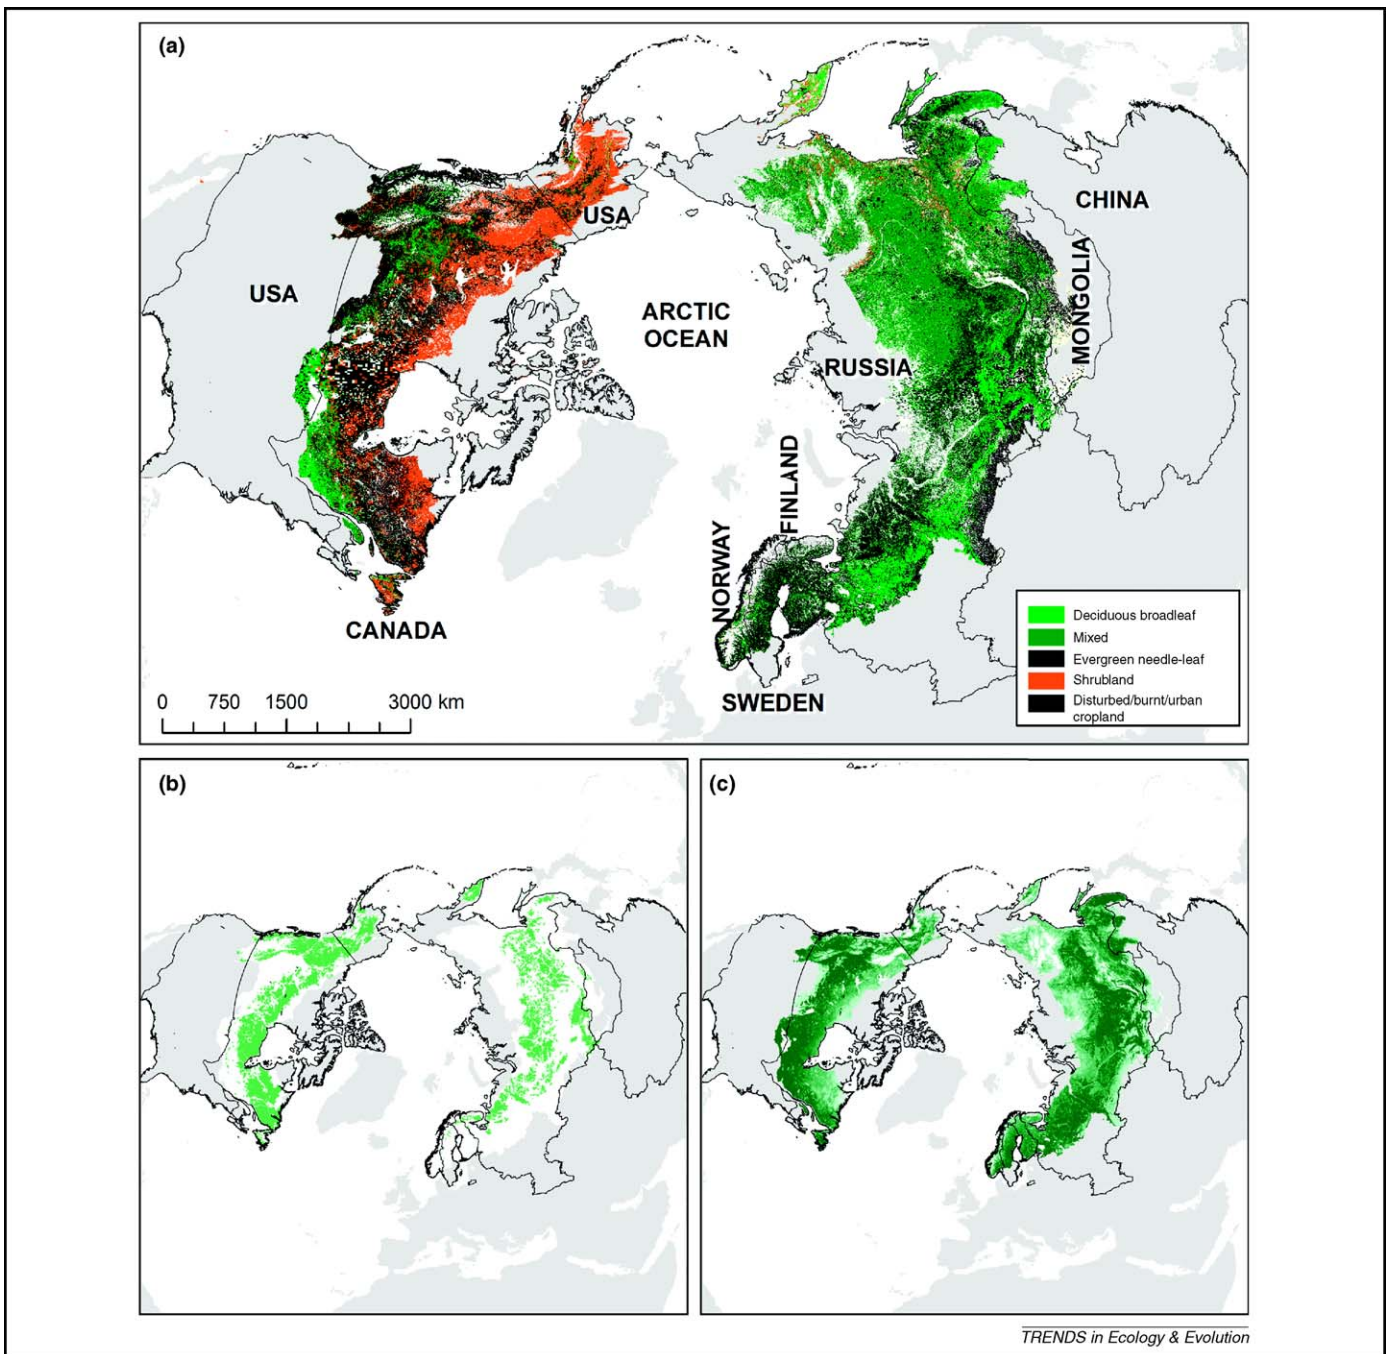 (a)
USA
CHINA
USA
MONGOLIA
ARCTIC
OCEAN
RUSSIA
FINLAND
NORWAY
CANADA
SWEDEN
0 750 1500 3000 km
Deciduous broadleaf
Mixed
Evergreen needle-leaf
Shrubland
Disturbed/burnt/urban
cropland
(b)
(c)
TRENDS in Ecology & Evolution